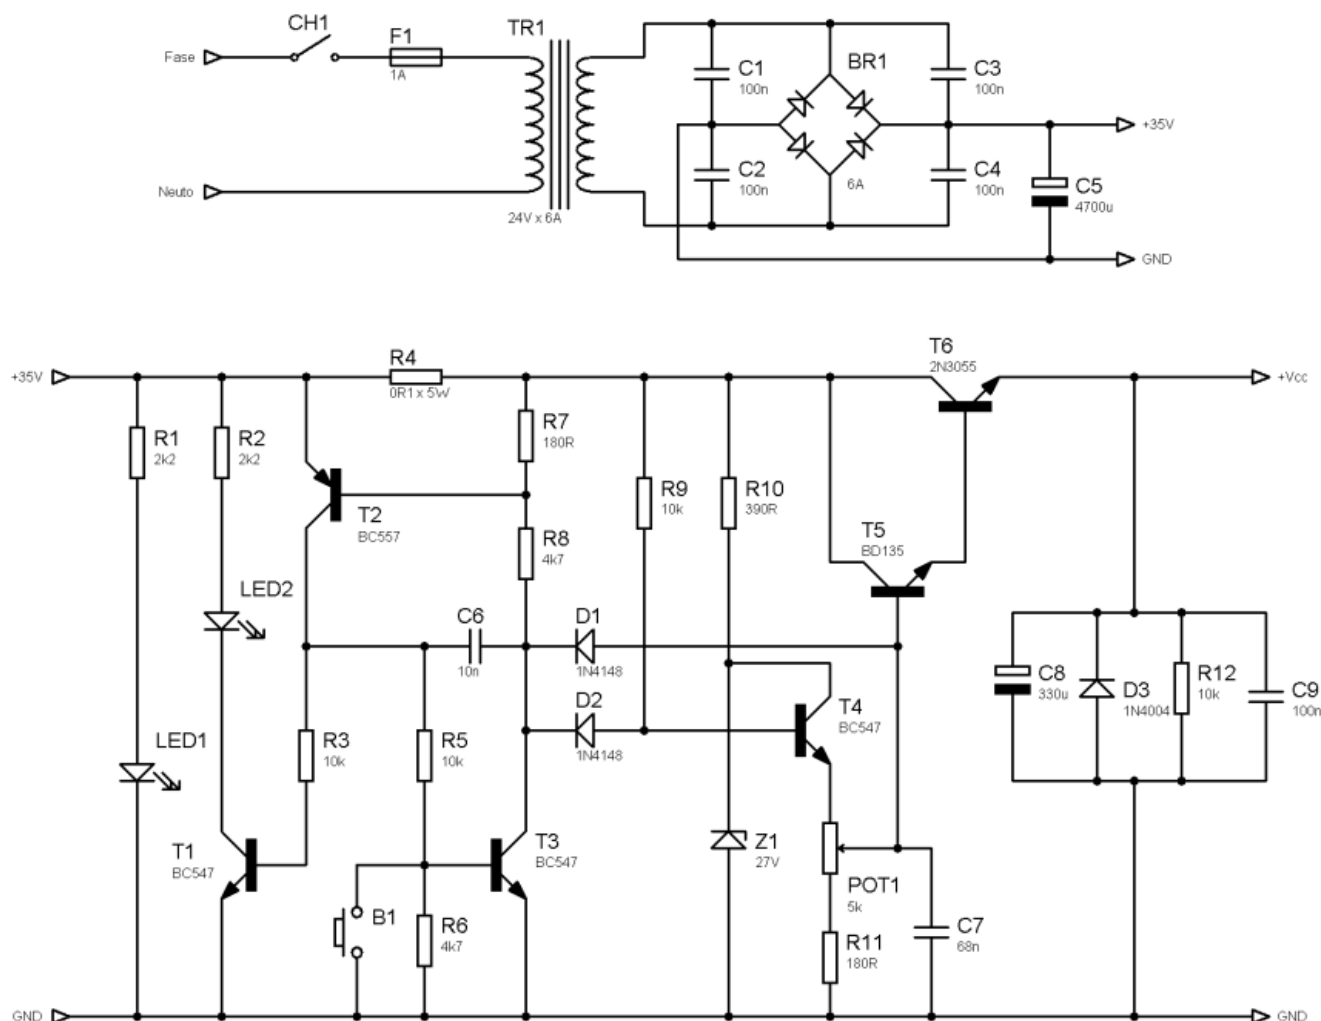 CH1
F1
1A
TR1
24V x 6A
Fase
Neuto
C1
100n
C2
100n
BR1
6A
C3
100n
C4
100n
C5
4700u
+35V
GND
+35V
R4
0R1 x 5W
T6
2N3055
+Vcc
R1
2k2
R2
2k2
T2
BC557
R7
180R
R8
4k7
R9
10k
R10
390R
T5
BD135
LED2
C6
10n
D1
1N4148
D2
1N4148
T4
BC547
C8
330u
D3
1N4004
R12
10k
C9
100n
LED1
R3
10k
R5
10k
T1
BC547
T3
BC547
Z1
27V
POT1
5k
B1
R6
4k7
R11
180R
C7
68n
GND
GND